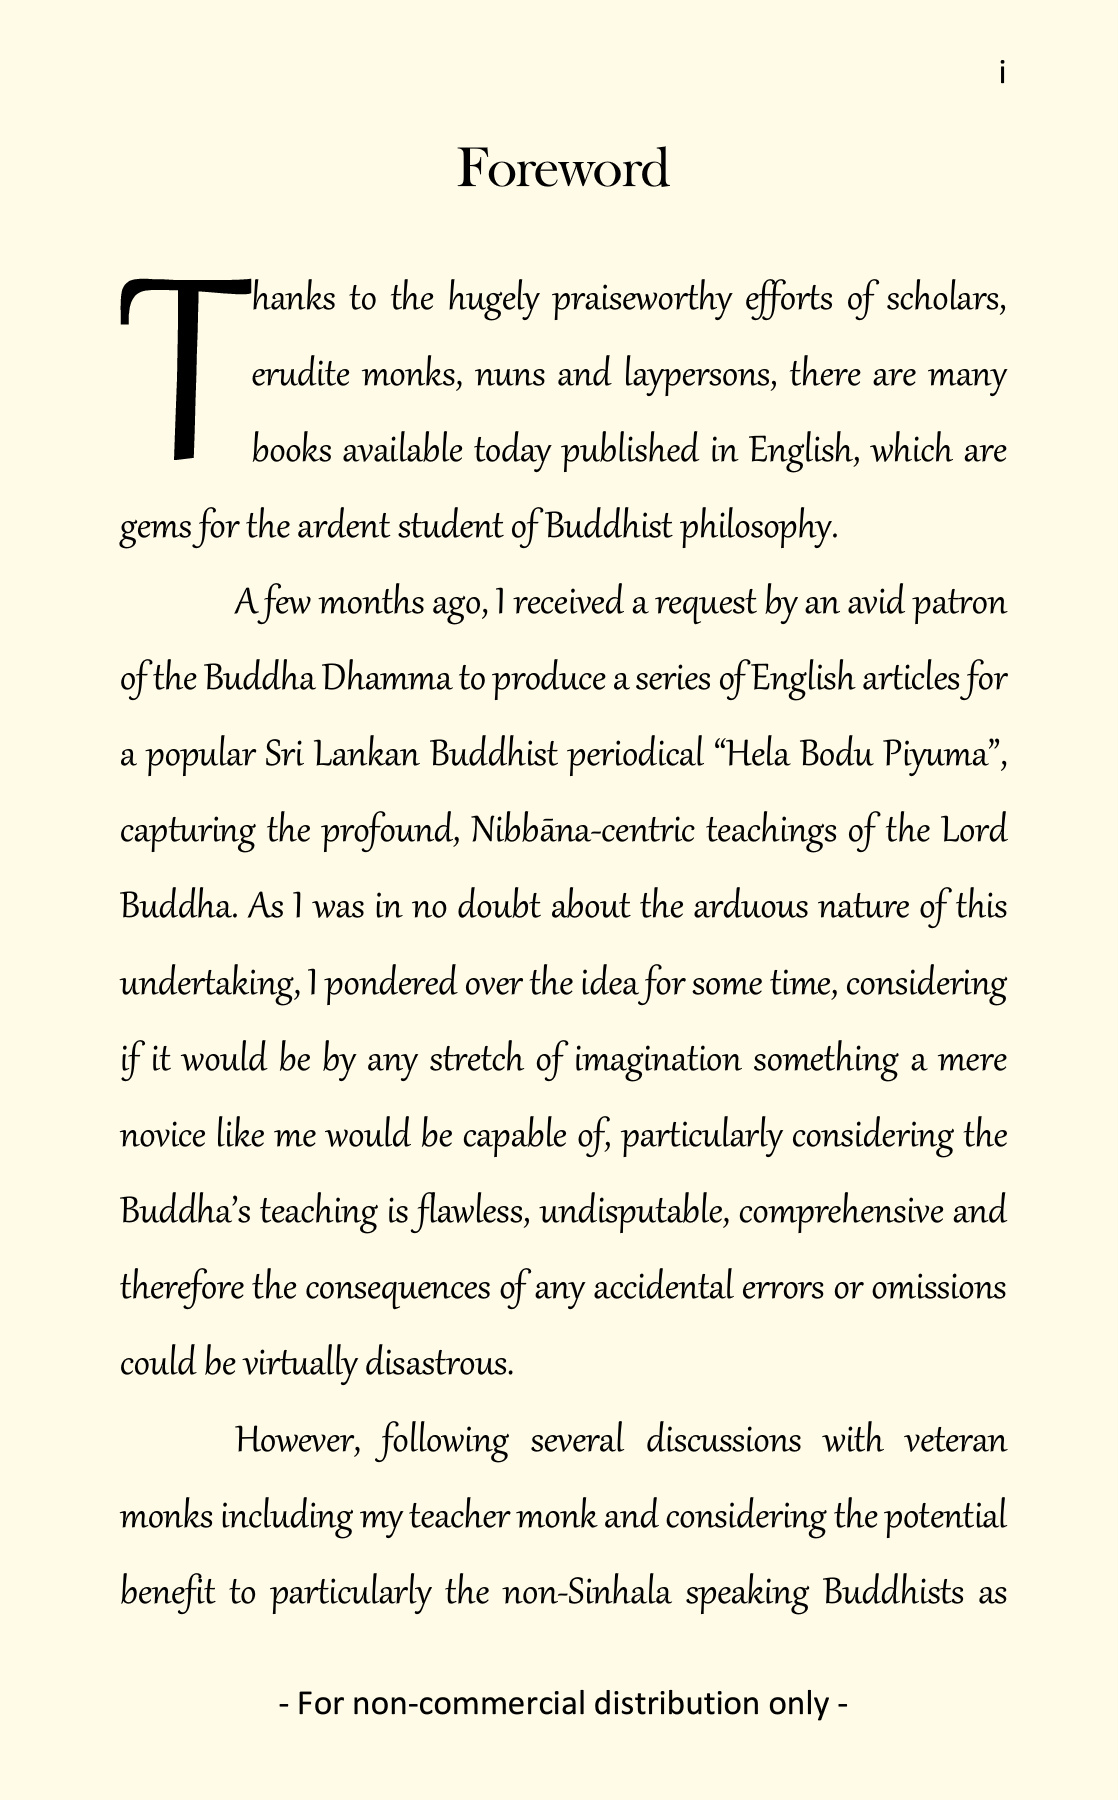 i
Foreword
Thanks to the hugely praiseworthy efforts of scholars,
erudite monks, nuns and laypersons, there are many
books available today published in English, which are
gems for the ardent student of Buddhist philosophy.
A few months ago, I received a request by an avid patron
of the Buddha Dhamma to produce a series of English articles for
a popular Sri Lankan Buddhist periodical “Hela Bodu Piyuma”,
capturing the profound, Nibbāna-centric teachings of the Lord
Buddha. As I was in no doubt about the arduous nature of this
undertaking, I pondered over the idea for some time, considering
if it would be by any stretch of imagination something a mere
novice like me would be capable of, particularly considering the
Buddha’s teaching is flawless, undisputable, comprehensive and
therefore the consequences of any accidental errors or omissions
could be virtually disastrous.
However, following several discussions with veteran
monks including my teacher monk and considering the potential
benefit to particularly the non-Sinhala speaking Buddhists as
- For non-commercial distribution only -